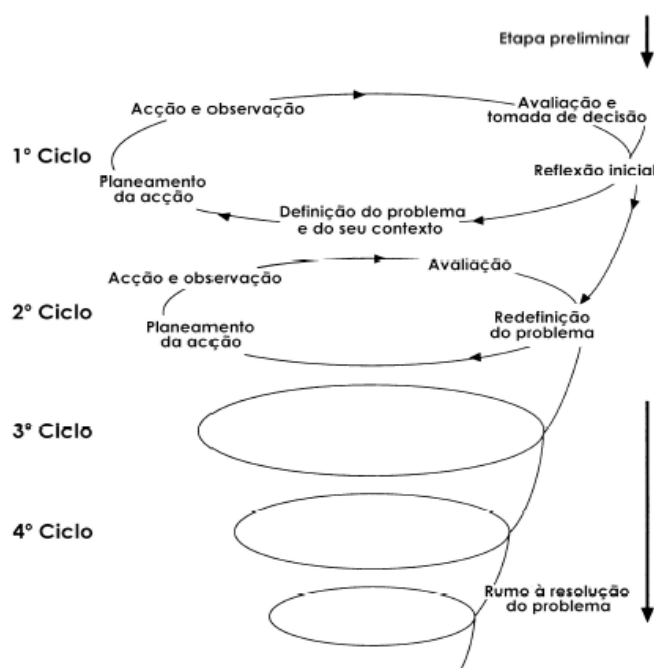 Etapa preliminar
Acção e observação
Avaliação e
tomada de decisão
1º Ciclo
Reflexão inicial
Planeamento
da acção
Definição do problema
e do seu contexto
Acção e observação
Avaliação
2º Ciclo
Planeamento
da acção
Redefinição
do problema
3º Ciclo
4º Ciclo
Rumo à resolução
do problema